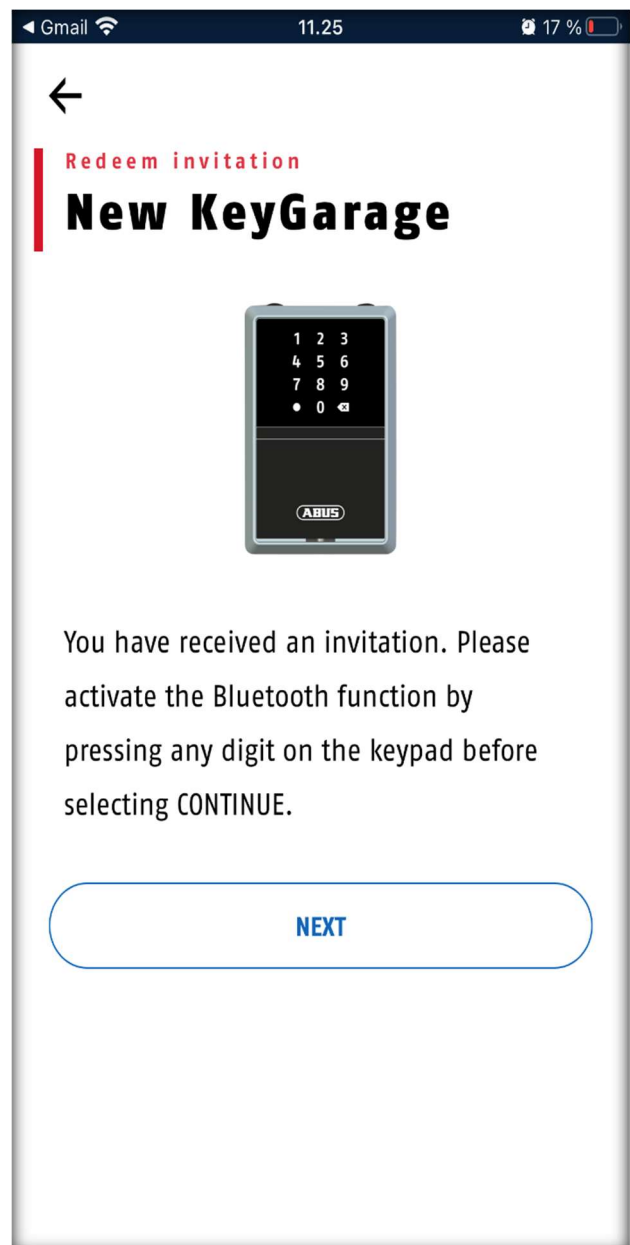 Gmail
11.25
17 %
Redeem invitation
New KeyGarage
1 2 3
4 5 6
7 8 9
0
ABUS
You have received an invitation. Please
activate the Bluetooth function by
pressing any digit on the keypad before
selecting CONTINUE.
NEXT